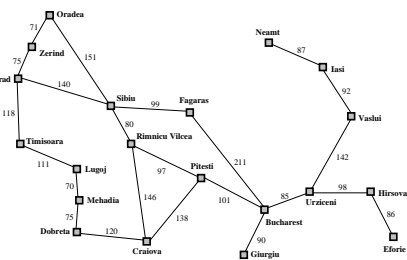 Oradea
71
Neamt
Zerind
87
151
75
Iasi
rad
140
92
Sibiu
Fagaras
99
118
Vaslui
80
Rimnicu Vilcea
Timisoara
142
111
211
Lugoj
97
Pitesti
70
98
Hirsova
85
146
101
Urziceni
Mehadia
138
86
75
Bucharest
120
Dobreta
90
Craiova
Eforie
Giurgiu